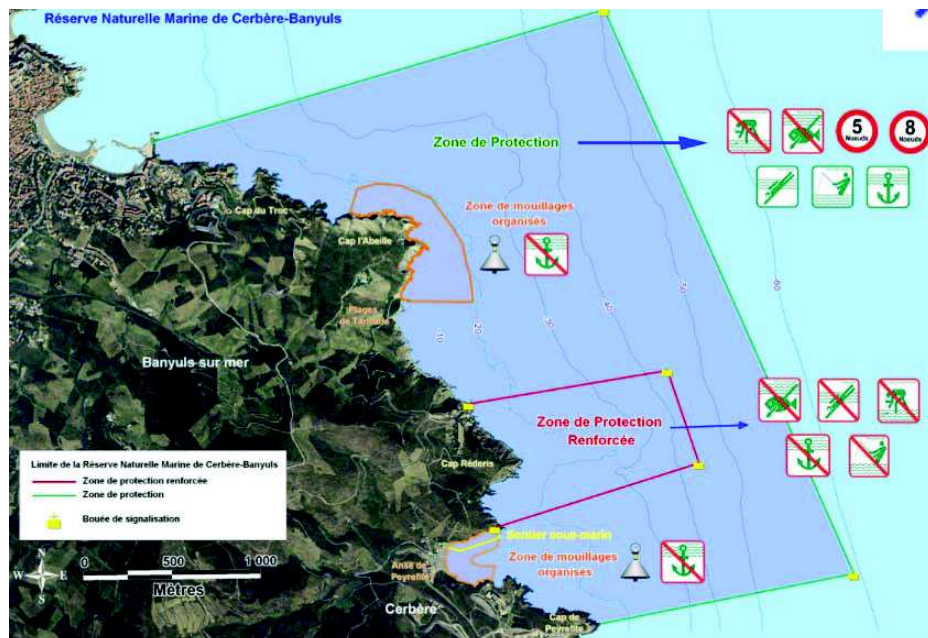 Réserve Naturelle Marine de Cerbère-Banyuls
Zone de Protection
5
Noeuds
8
Noeuds
Cap du Troc
Zone de mouillages
organisés
Cap l'Abeille
Plages
de Tancade
-10
-20
-30
-40
-50
-60
Banyuls sur mer
Zone de Protection
Renforcée
Cap Réderis
Limite de la Réserve Naturelle Marine de Cerbère-Banyuls
Zone de protection renforcée
Zone de protection
Bouée de signalisation
Sentier sous-marin
Zone de mouillages
organisés
Anse de
Peyrefite
Cerbère
Cap de
Peyrefite
N
W
E
S
0
500
1 000
Mètres